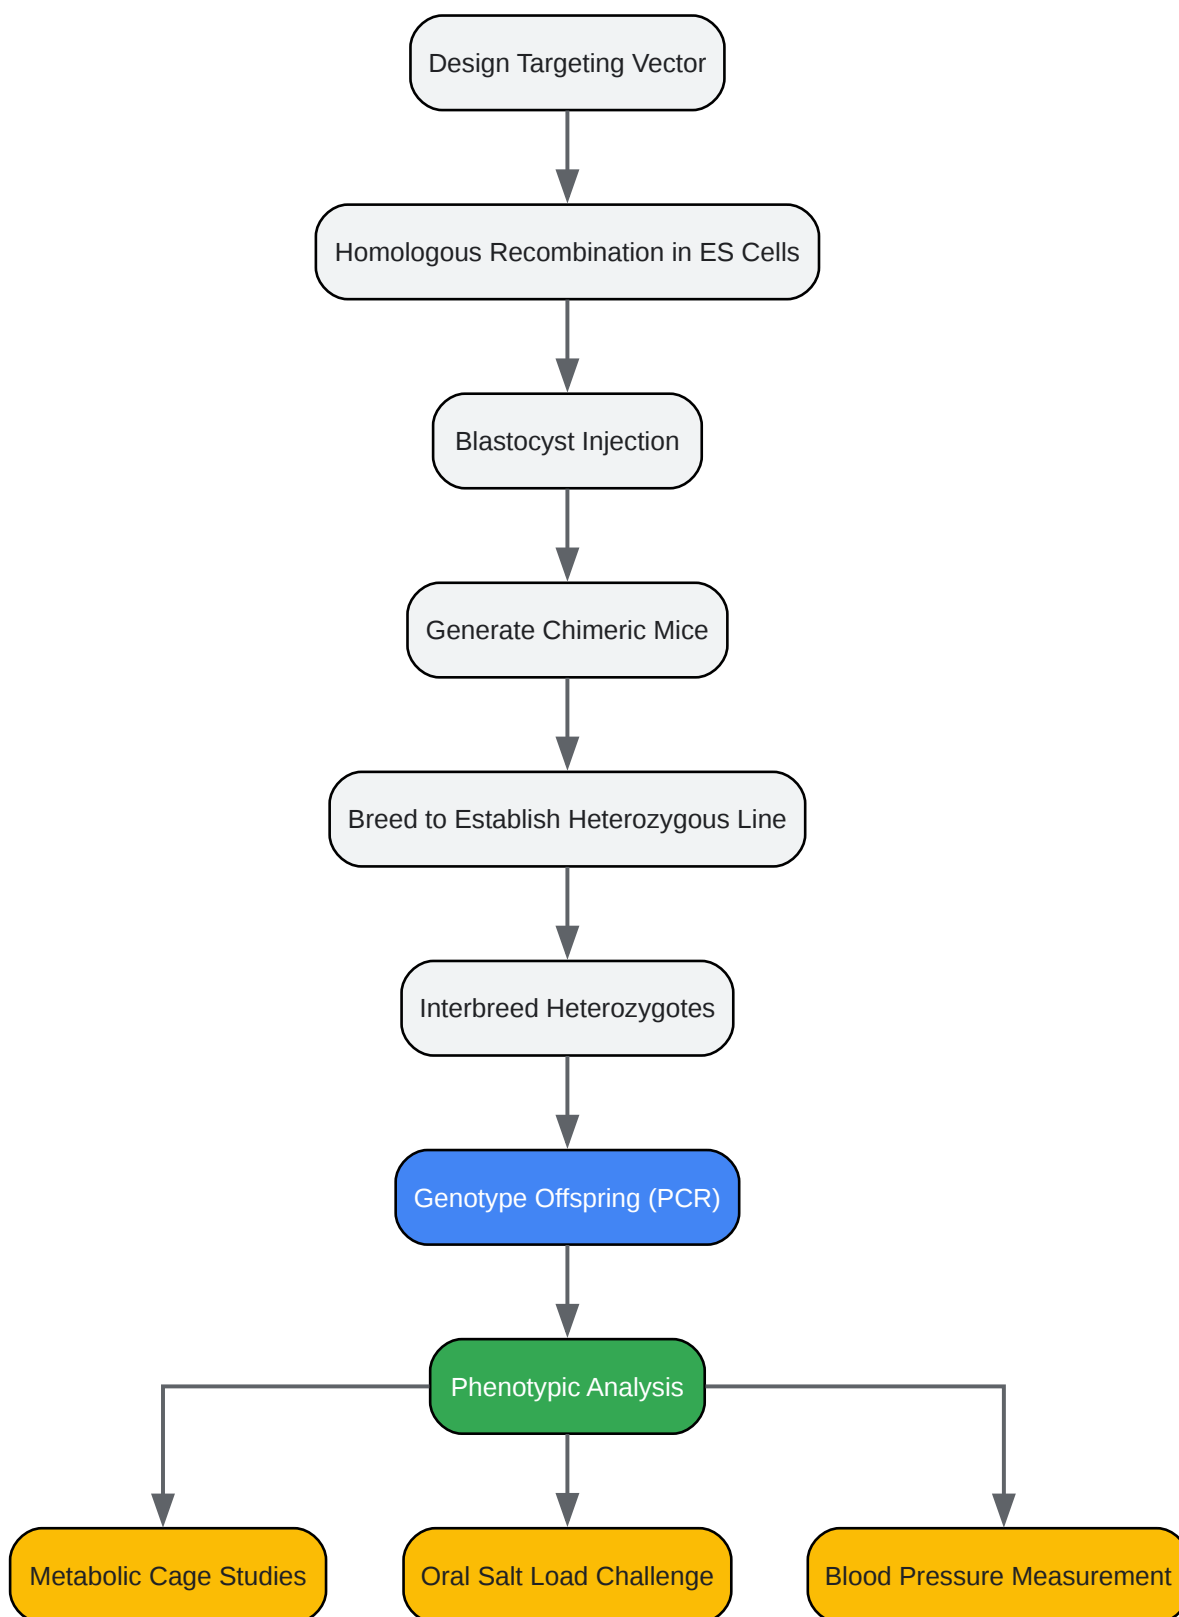 Design Targeting Vector
Homologous Recombination in ES Cells
Blastocyst Injection
Generate Chimeric Mice
Breed to Establish Heterozygous Line
Interbreed Heterozygotes
Genotype Offspring (PCR)
Phenotypic Analysis
Metabolic Cage Studies
Oral Salt Load Challenge
Blood Pressure Measurement